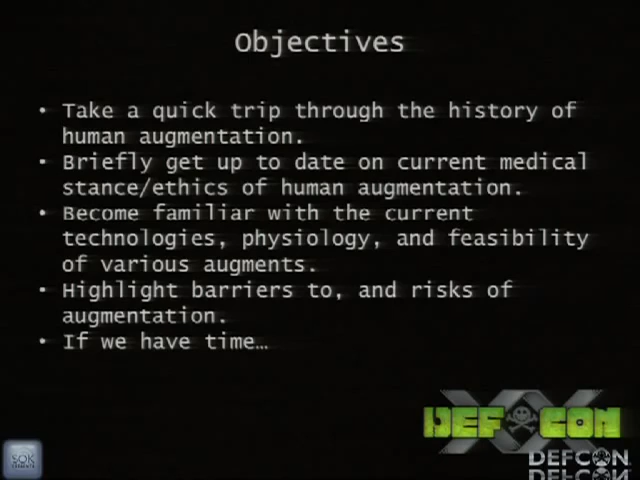 Objectives
• Take a quick trip through the history of
human augmentation.
• Briefly get up to date on current medical
stance/ethics of human augmentation.
• Become familiar with the current
technologies, physiology, and feasibility
of various augments.
• Highlight barriers to, and risks of
augmentation.
• If we have time…
XX
DEF CON
DEFCON
SOK